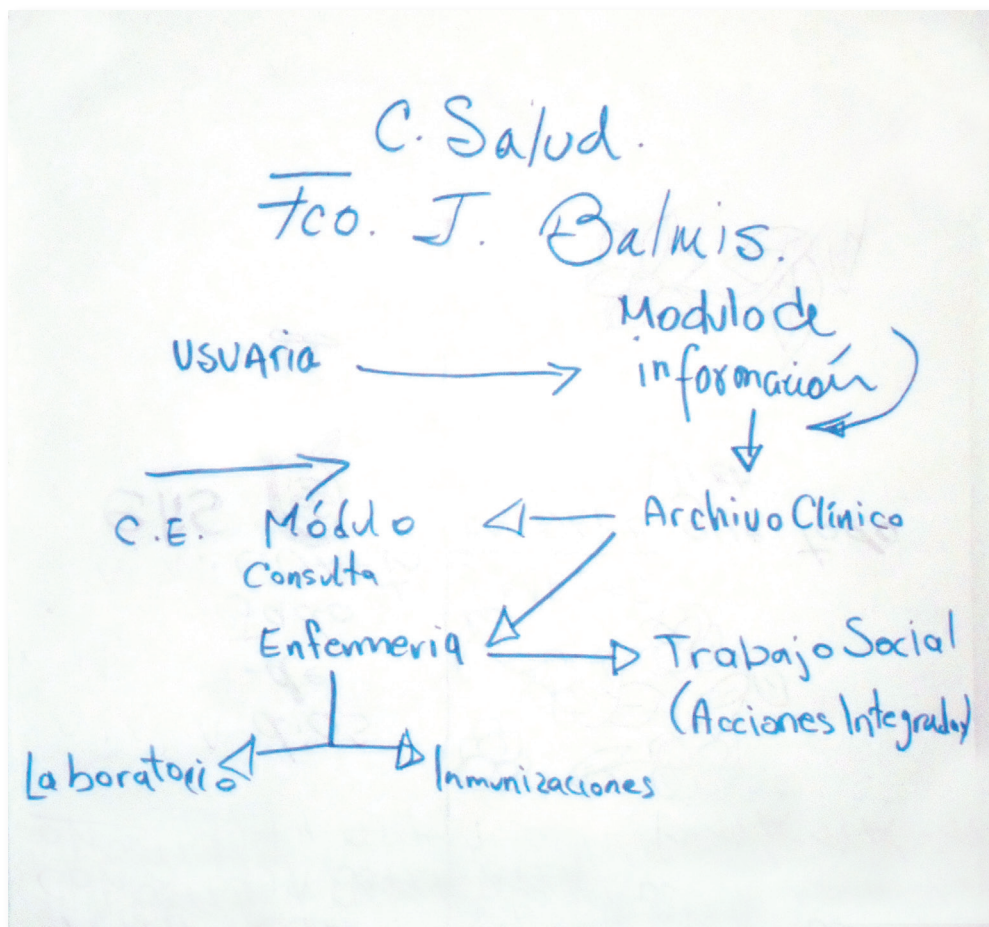 C. Salud.
Fco. J. Balmis.
Modulo de
información
USUAria
Archivo Clínico
C.E. Módulo
Consulta
Enfermeria
Trabajo Social
(Acciones Integradas)
Laboratorio
Inmunizaciones